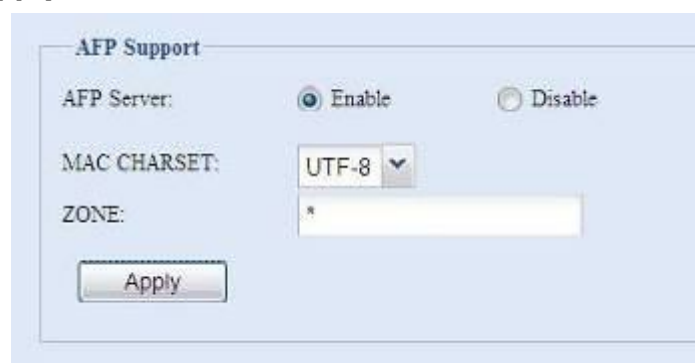 AFP Support
AFP Server: Enable Disable
MAC CHARSET: UTF-8
ZONE: *
Apply